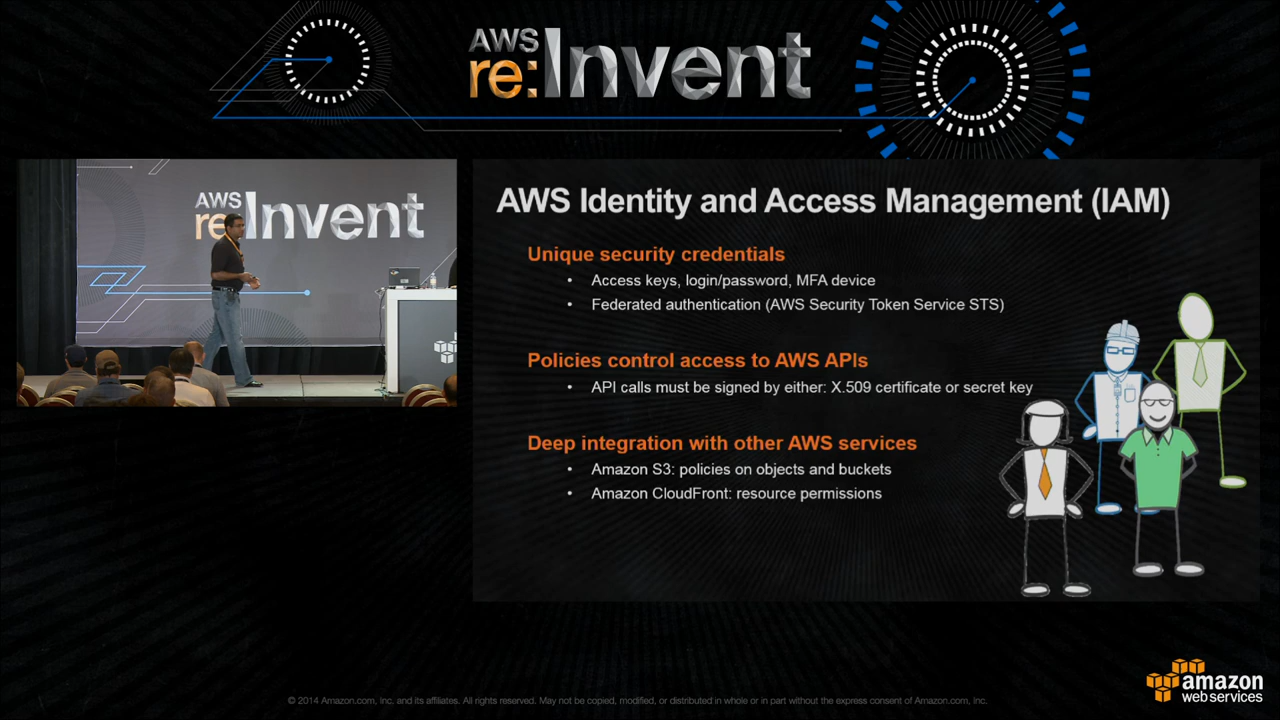 AWS
re:Invent
AWS
re:Invent
AWS Identity and Access Management (IAM)
Unique security credentials
• Access keys, login/password, MFA device
• Federated authentication (AWS Security Token Service STS)
Policies control access to AWS APIs
• API calls must be signed by either: X.509 certificate or secret key
Deep integration with other AWS services
• Amazon S3: policies on objects and buckets
• Amazon CloudFront: resource permissions
© 2014 Amazon.com, Inc. and its affiliates. All rights reserved. May not be copied, modified, or distributed in whole or in part without the express consent of Amazon.com, Inc.
amazon
web services